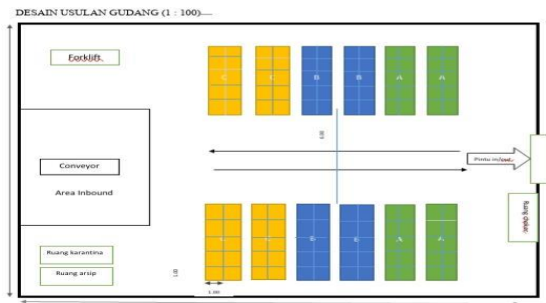 DESAIN USULAN GUDANG (1 : 100)
Forklift
C C B B A A
Conveyor
Area Inbound
Pintu in/out
Ruang karantina
Ruang arsip
C C B B A A